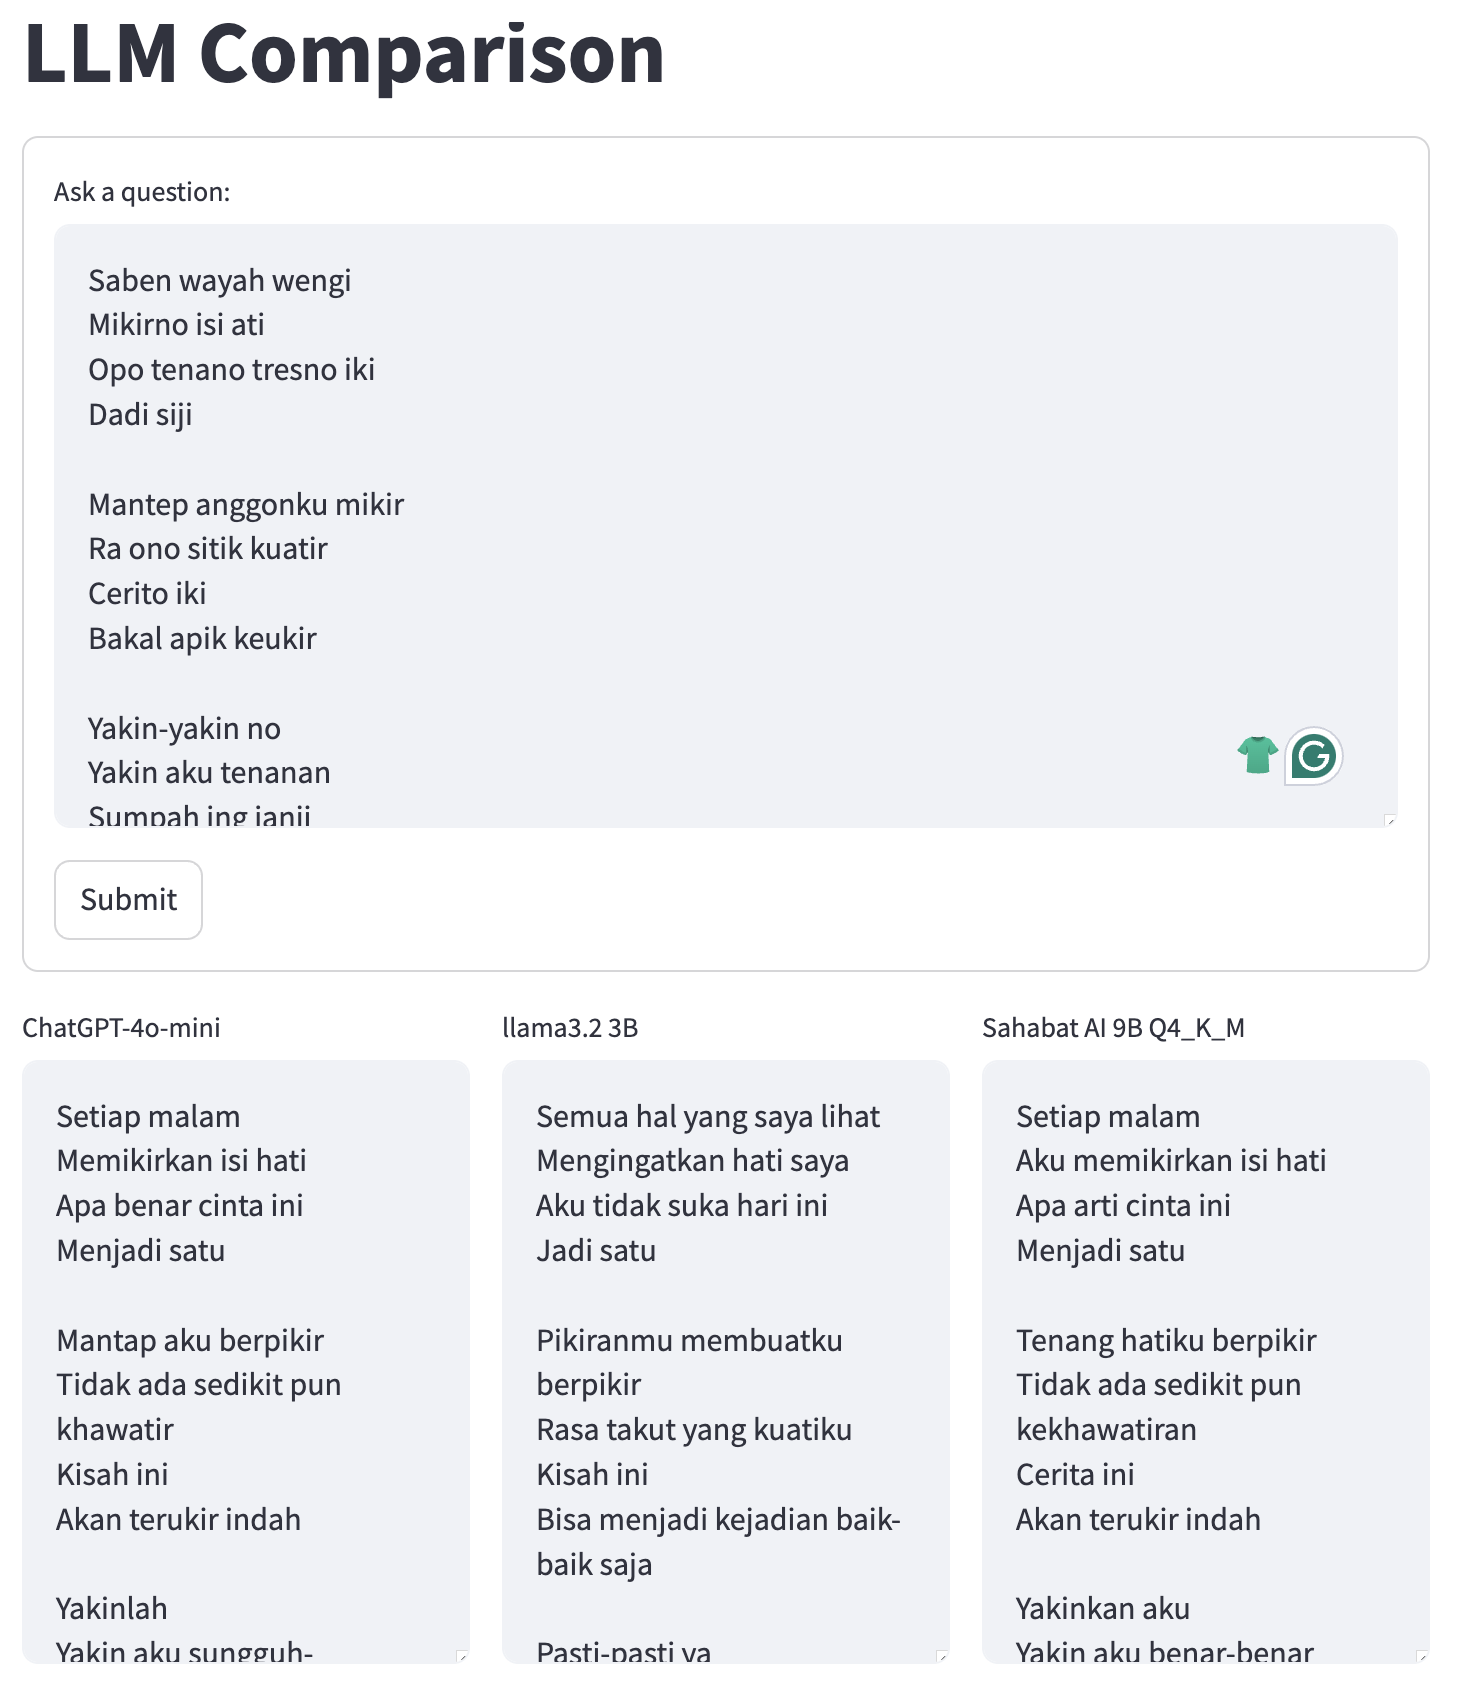 LLM Comparison
Ask a question:
Saben wayah wengi
Mikirno isi ati
Opo tenano tresno iki
Dadi siji
Mantep anggonku mikir
Ra ono sitik kuatir
Cerito iki
Bakal apik keukir
Yakin-yakin no
Yakin aku tenanan
Sumpah ing janji
Submit
ChatGPT-4o-mini
Setiap malam
Memikirkan isi hati
Apa benar cinta ini
Menjadi satu
Mantap aku berpikir
Tidak ada sedikit pun
khawatir
Kisah ini
Akan terukir indah
Yakinlah
Yakin aku sungguh-
llama3.2 3B
Semua hal yang saya lihat
Mengingatkan hati saya
Aku tidak suka hari ini
Jadi satu
Pikiranmu membuatku
berpikir
Rasa takut yang kuatiku
Kisah ini
Bisa menjadi kejadian baik-
baik saja
Pasti-pasti ya
Sahabat AI 9B Q4_K_M
Setiap malam
Aku memikirkan isi hati
Apa arti cinta ini
Menjadi satu
Tenang hatiku berpikir
Tidak ada sedikit pun
kekhawatiran
Cerita ini
Akan terukir indah
Yakinkan aku
Yakin aku benar-benar